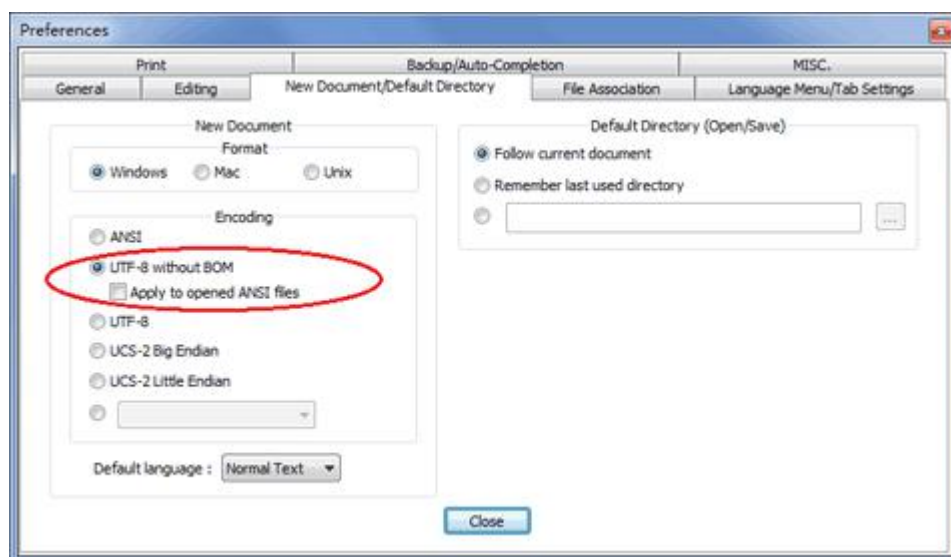 Preferences
Print Backup/Auto-Completion MISC.
General Editing New Document/Default Directory File Association Language Menu/Tab Settings
New Document
Format
Windows Mac Unix
Encoding
ANSI
UTF-8 without BOM
Apply to opened ANSI files
UTF-8
UCS-2 Big Endian
UCS-2 Little Endian
Default language : Normal Text
Default Directory (Open/Save)
Follow current document
Remember last used directory
...
Close